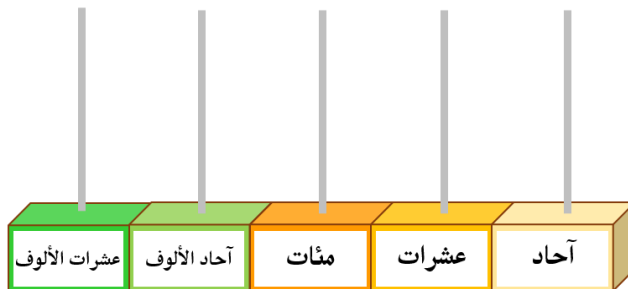 آحاد
عشرات
مئات
آحاد الألوف
عشرات الألوف